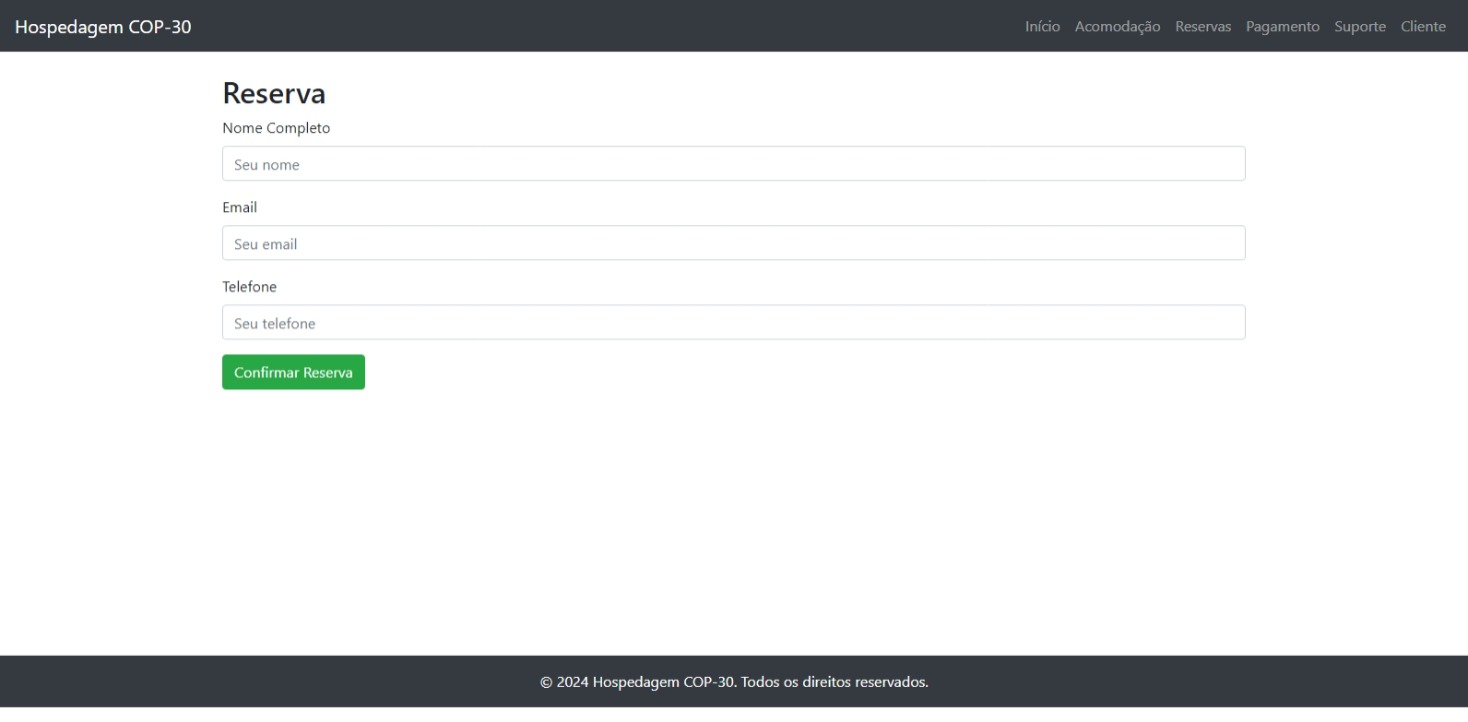 Hospedagem COP-30
Início Acomodação Reservas Pagamento Suporte Cliente
Reserva
Nome Completo
Seu nome
Email
Seu email
Telefone
Seu telefone
Confirmar Reserva
© 2024 Hospedagem COP-30. Todos os direitos reservados.